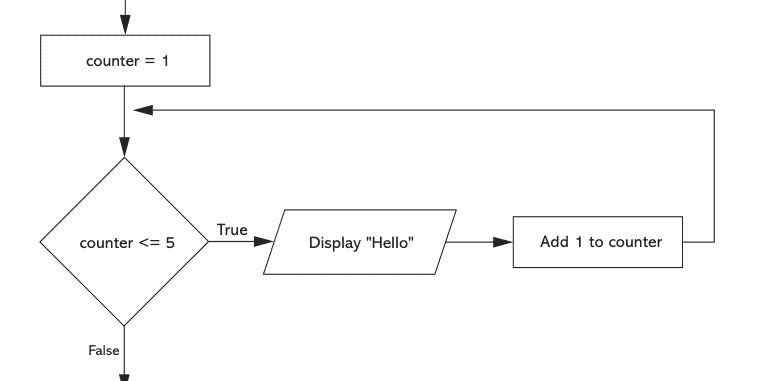 counter = 1
counter <= 5
True
Display "Hello"
Add 1 to counter
False